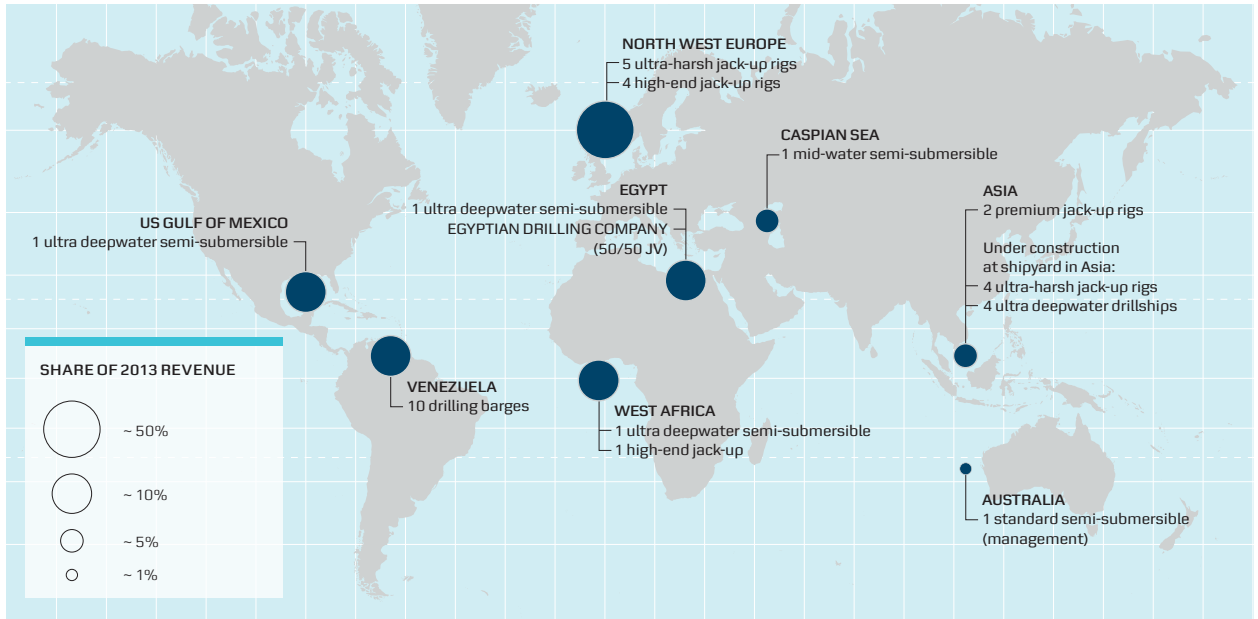 NORTH WEST EUROPE
5 ultra-harsh jack-up rigs
4 high-end jack-up rigs
CASPIAN SEA
1 mid-water semi-submersible
EGYPT
1 ultra deepwater semi-submersible
EGYPTIAN DRILLING COMPANY
(50/50 JV)
ASIA
2 premium jack-up rigs
Under construction
at shipyard in Asia:
4 ultra-harsh jack-up rigs
4 ultra deepwater drillships
US GULF OF MEXICO
1 ultra deepwater semi-submersible
SHARE OF 2013 REVENUE
~ 50%
~ 10%
~ 5%
~ 1%
VENEZUELA
10 drilling barges
WEST AFRICA
1 ultra deepwater semi-submersible
1 high-end jack-up
AUSTRALIA
1 standard semi-submersible
(management)